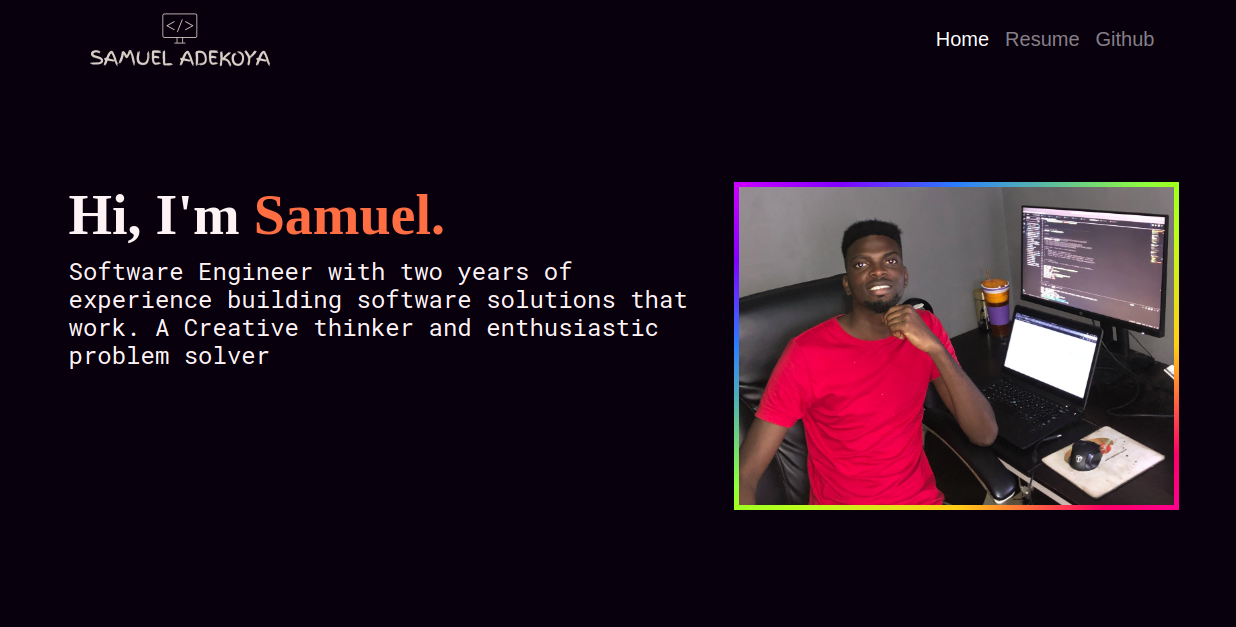 </>
SAMUEL ADEKOYA
Home Resume Github
Hi, I'm Samuel.
Software Engineer with two years of
experience building software solutions that
work. A Creative thinker and enthusiastic
problem solver